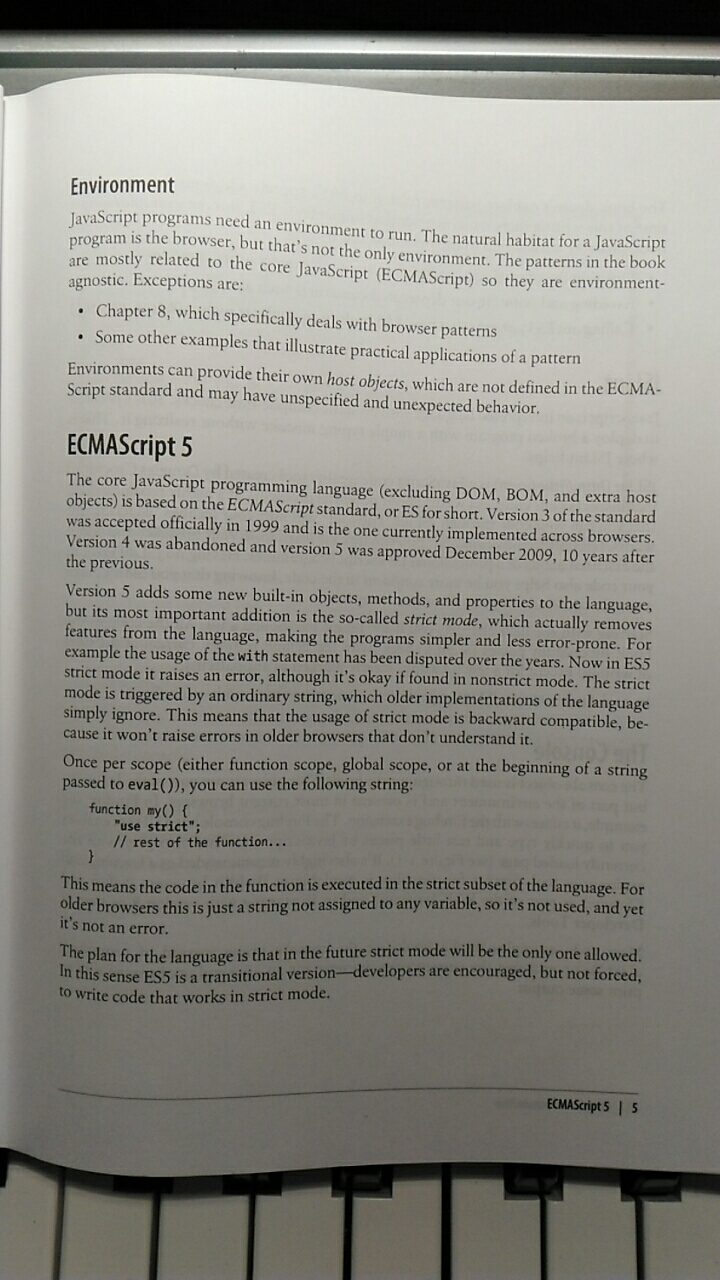 Environment
JavaScript programs need an environment to run. The natural habitat for a JavaScript
program is the browser, but that's not the only environment. The patterns in the book
are mostly related to the core JavaScript (ECMAScript) so they are environment-
agnostic. Exceptions are:
• Chapter 8, which specifically deals with browser patterns
• Some other examples that illustrate practical applications of a pattern
Environments can provide their own host objects, which are not defined in the ECMA-
Script standard and may have unspecified and unexpected behavior.
ECMAScript 5
The core JavaScript programming language (excluding DOM, BOM, and extra host
objects) is based on the ECMAScript standard, or ES for short. Version 3 of the standard
was accepted officially in 1999 and is the one currently implemented across browsers.
Version 4 was abandoned and version 5 was approved December 2009, 10 years after
the previous.
Version 5 adds some new built-in objects, methods, and properties to the language,
but its most important addition is the so-called strict mode, which actually removes
features from the language, making the programs simpler and less error-prone. For
example the usage of the with statement has been disputed over the years. Now in ES5
strict mode it raises an error, although it's okay if found in nonstrict mode. The strict
mode is triggered by an ordinary string, which older implementations of the language
simply ignore. This means that the usage of strict mode is backward compatible, be-
cause it won't raise errors in older browsers that don't understand it.
Once per scope (either function scope, global scope, or at the beginning of a string
passed to eval()), you can use the following string:
function my() {
"use strict";
// rest of the function...
}
This means the code in the function is executed in the strict subset of the language. For
older browsers this is just a string not assigned to any variable, so it's not used, and yet
it's not an error.
The plan for the language is that in the future strict mode will be the only one allowed.
In this sense ES5 is a transitional version—developers are encouraged, but not forced,
to write code that works in strict mode.
ECMAScript 5 | 5